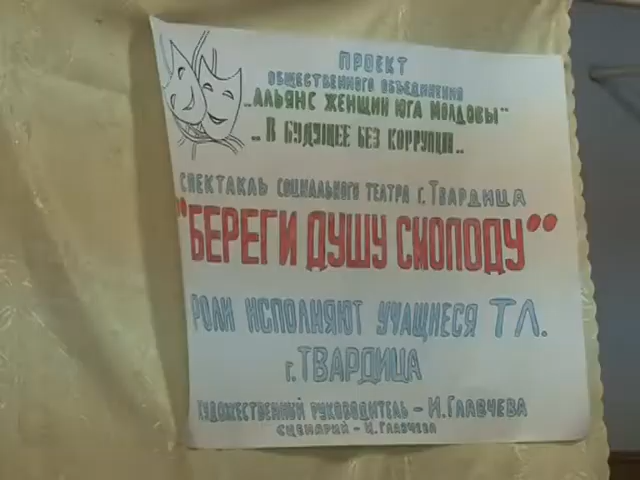 ПРОЕКТ
ОБЩЕСТВЕННОГО ОБЪЕДИНЕНИЯ
„АЛЬЯНС ЖЕНЩИН ЮГА МОЛДОВЫ"
„В БУДУЩЕЕ БЕЗ КОРРУПЦИИ„
СПЕКТАКЛЬ СОЦИАЛЬНОГО ТЕАТРА Г. ТВАРДИЦА
"БЕРЕГИ ДУШУ СМОЛОДУ"
РОЛИ ИСПОЛНЯЮТ УЧАЩИЕСЯ ТЛ.
Г. ТВАРДИЦА
ХУДОЖЕСТВЕННЫЙ РУКОВОДИТЕЛЬ - И. ГЛАВЧЕВА
СЦЕНАРИЙ - И. ГЛАВЧЕВА